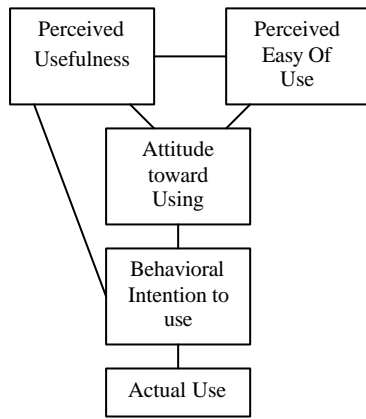 Perceived
Usefulness
Perceived
Easy Of
Use
Attitude
toward
Using
Behavioral
Intention to
use
Actual Use